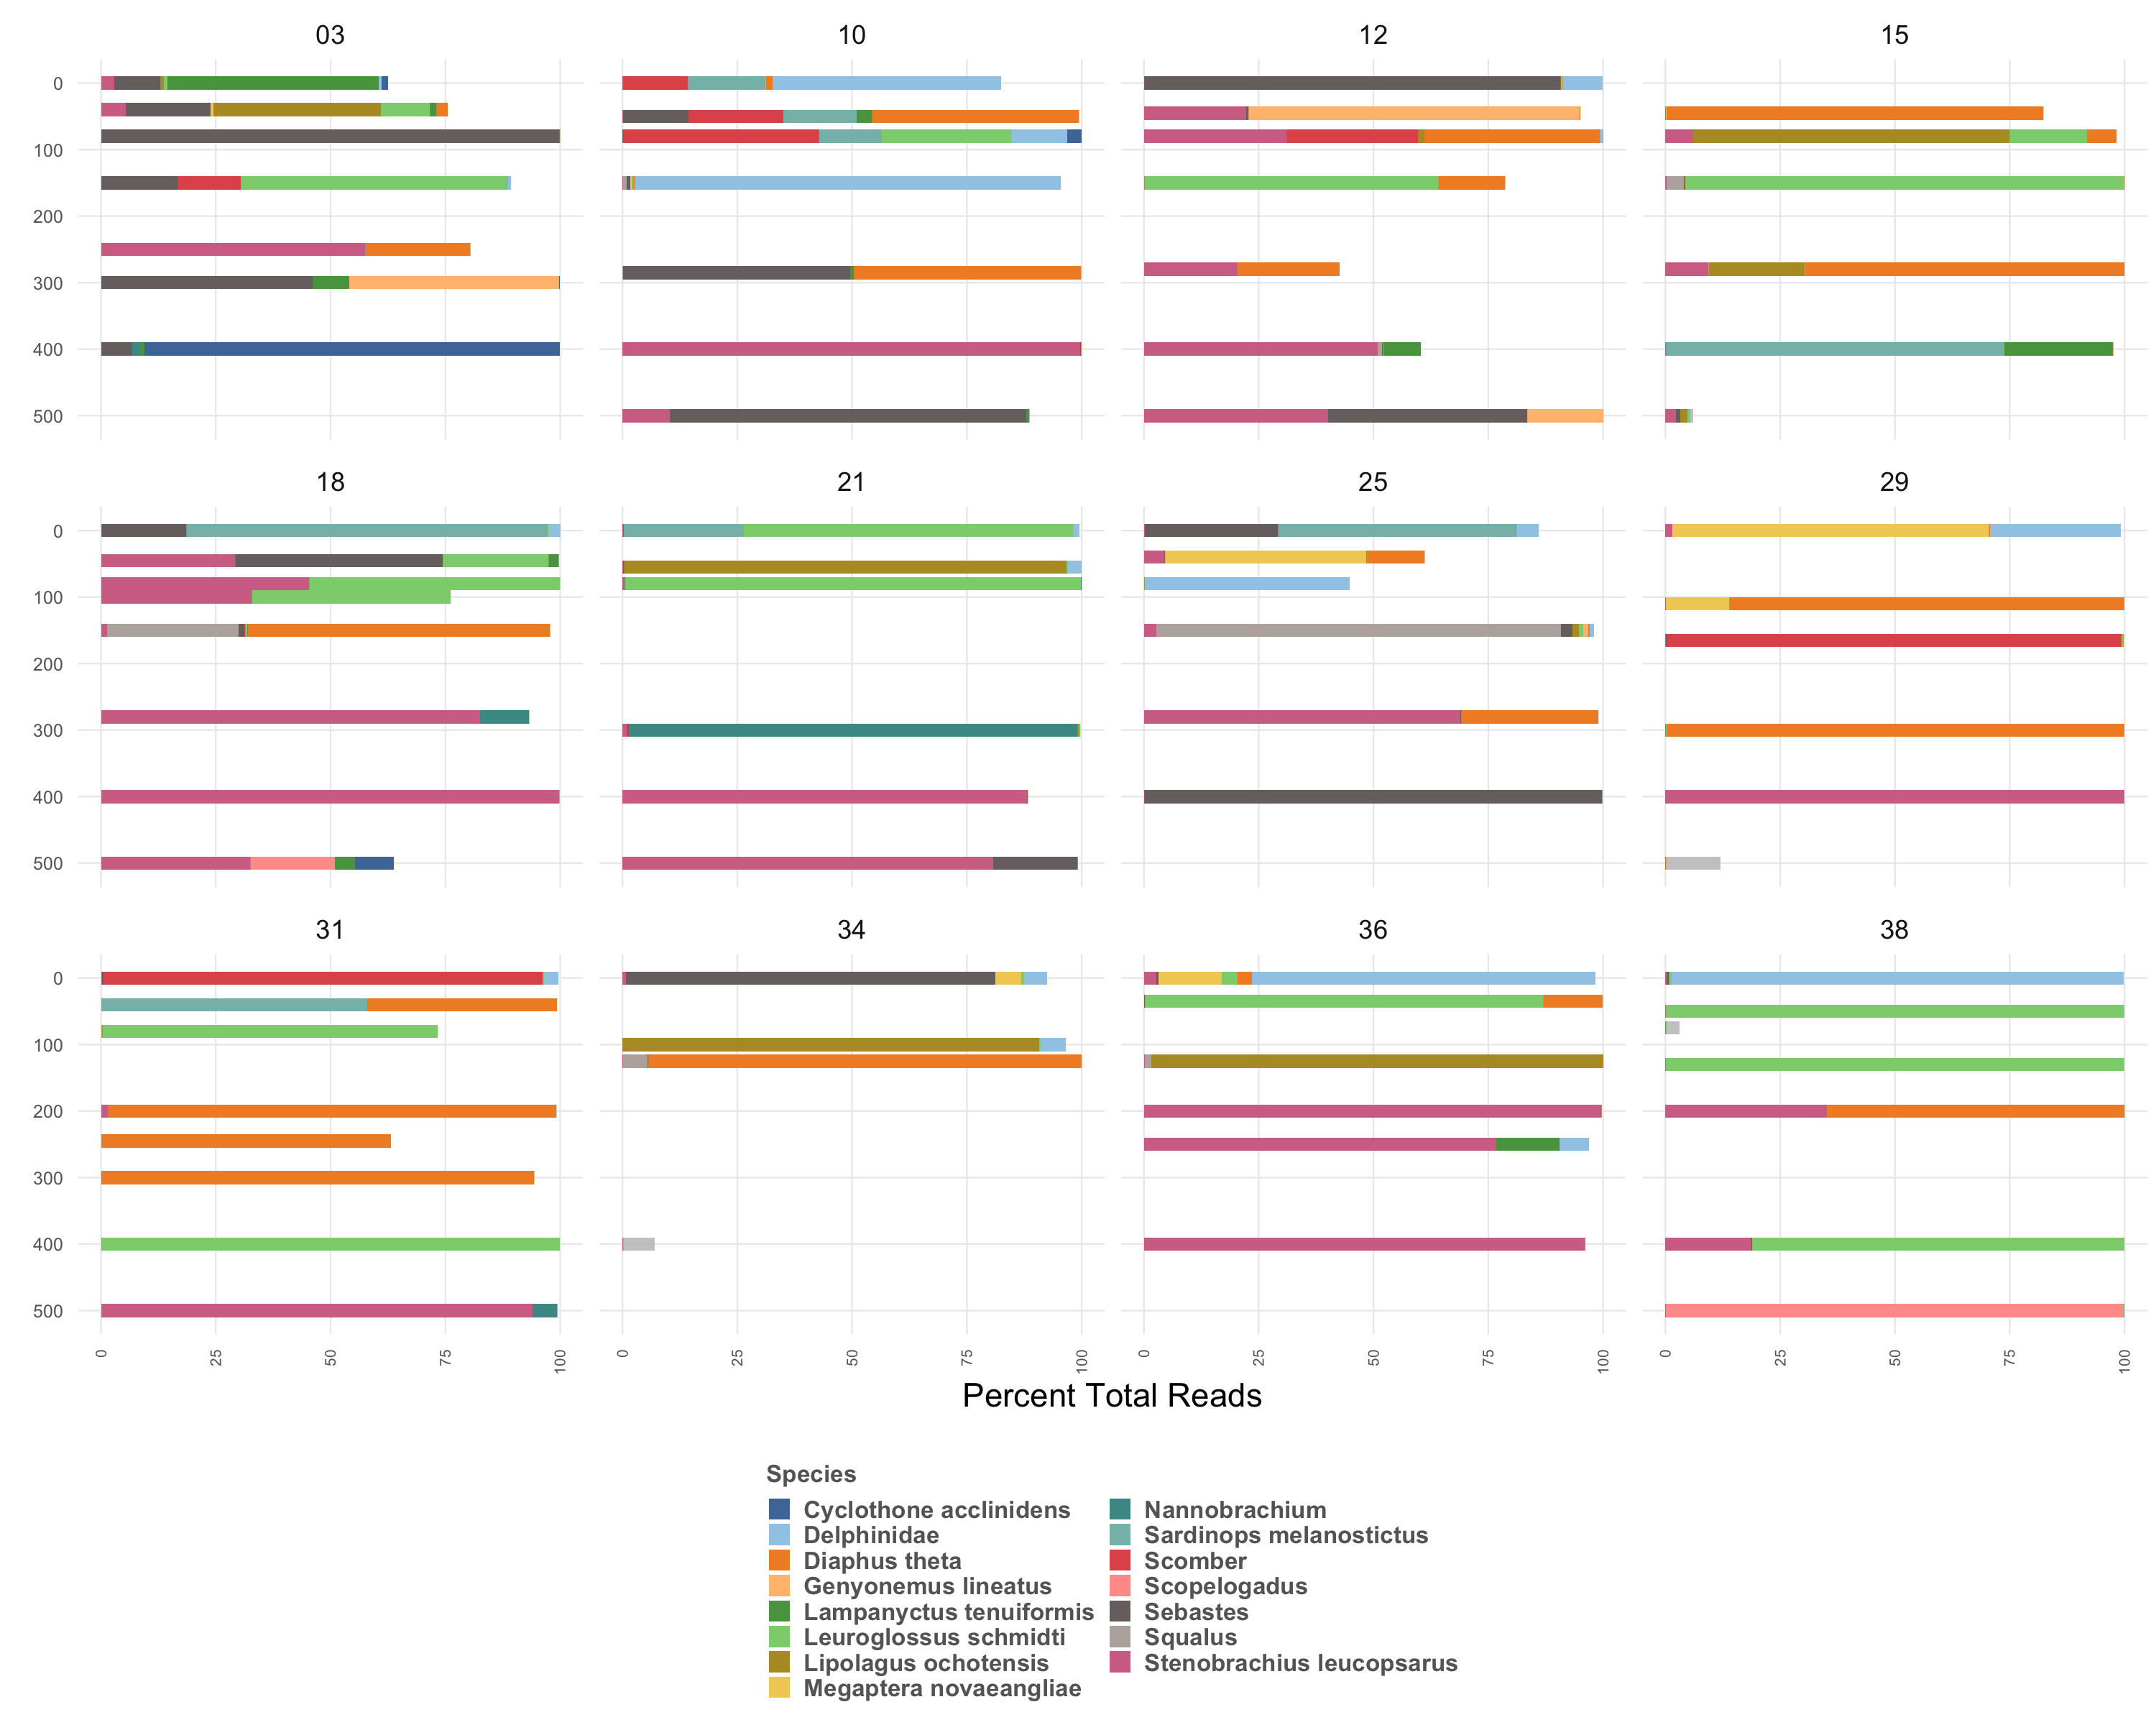 03 10 12 15
0
100
200
300
400
500
18 21 25 29
0
100
200
300
400
500
31 34 36 38
0
100
200
300
400
500
0 25 50 75 100 0 25 50 75 100 0 25 50 75 100 0 25 50 75 100
Percent Total Reads
Species
Cyclothone acclinidens
Delphinidae
Diaphus theta
Genyonemus lineatus
Lampanyctus tenuiformis
Leuroglossus schmidti
Lipolagus ochotensis
Megaptera novaeangliae
Nannobrachium
Sardinops melanostictus
Scomber
Scopelogadus
Sebastes
Squalus
Stenobrachius leucopsarus